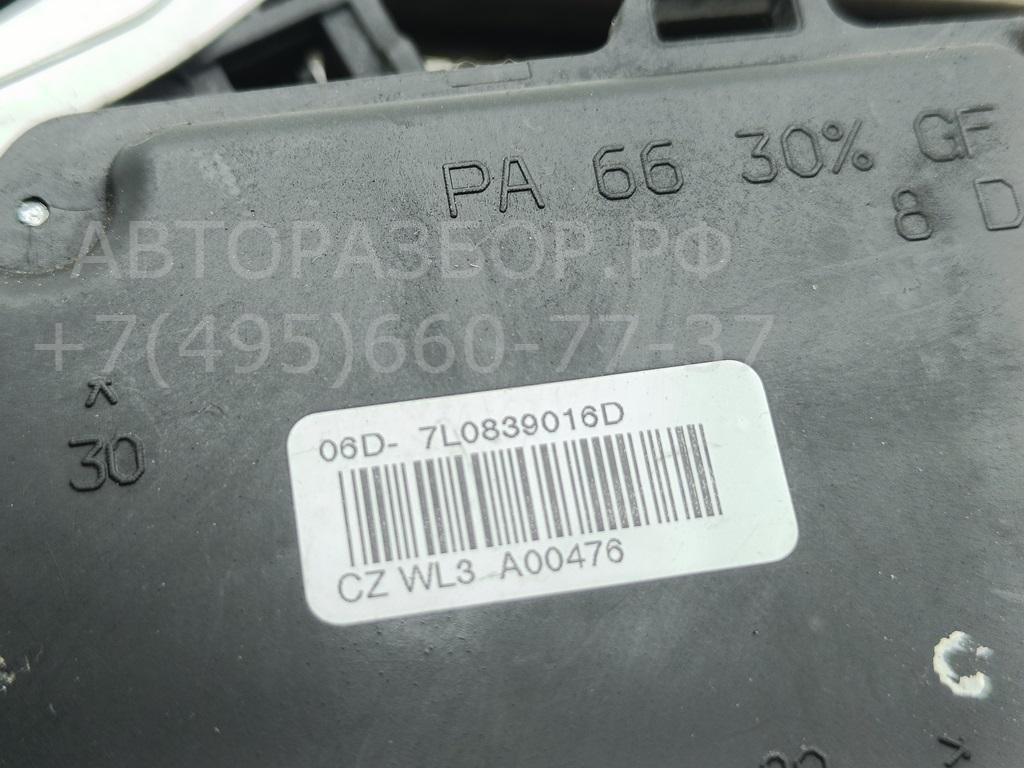 PA 66 30% GF
8 D
АВТОРАЗБОР.РФ
+7(495)660-77-37
30
06D- 7L0839016D
CZ WL3 A00476